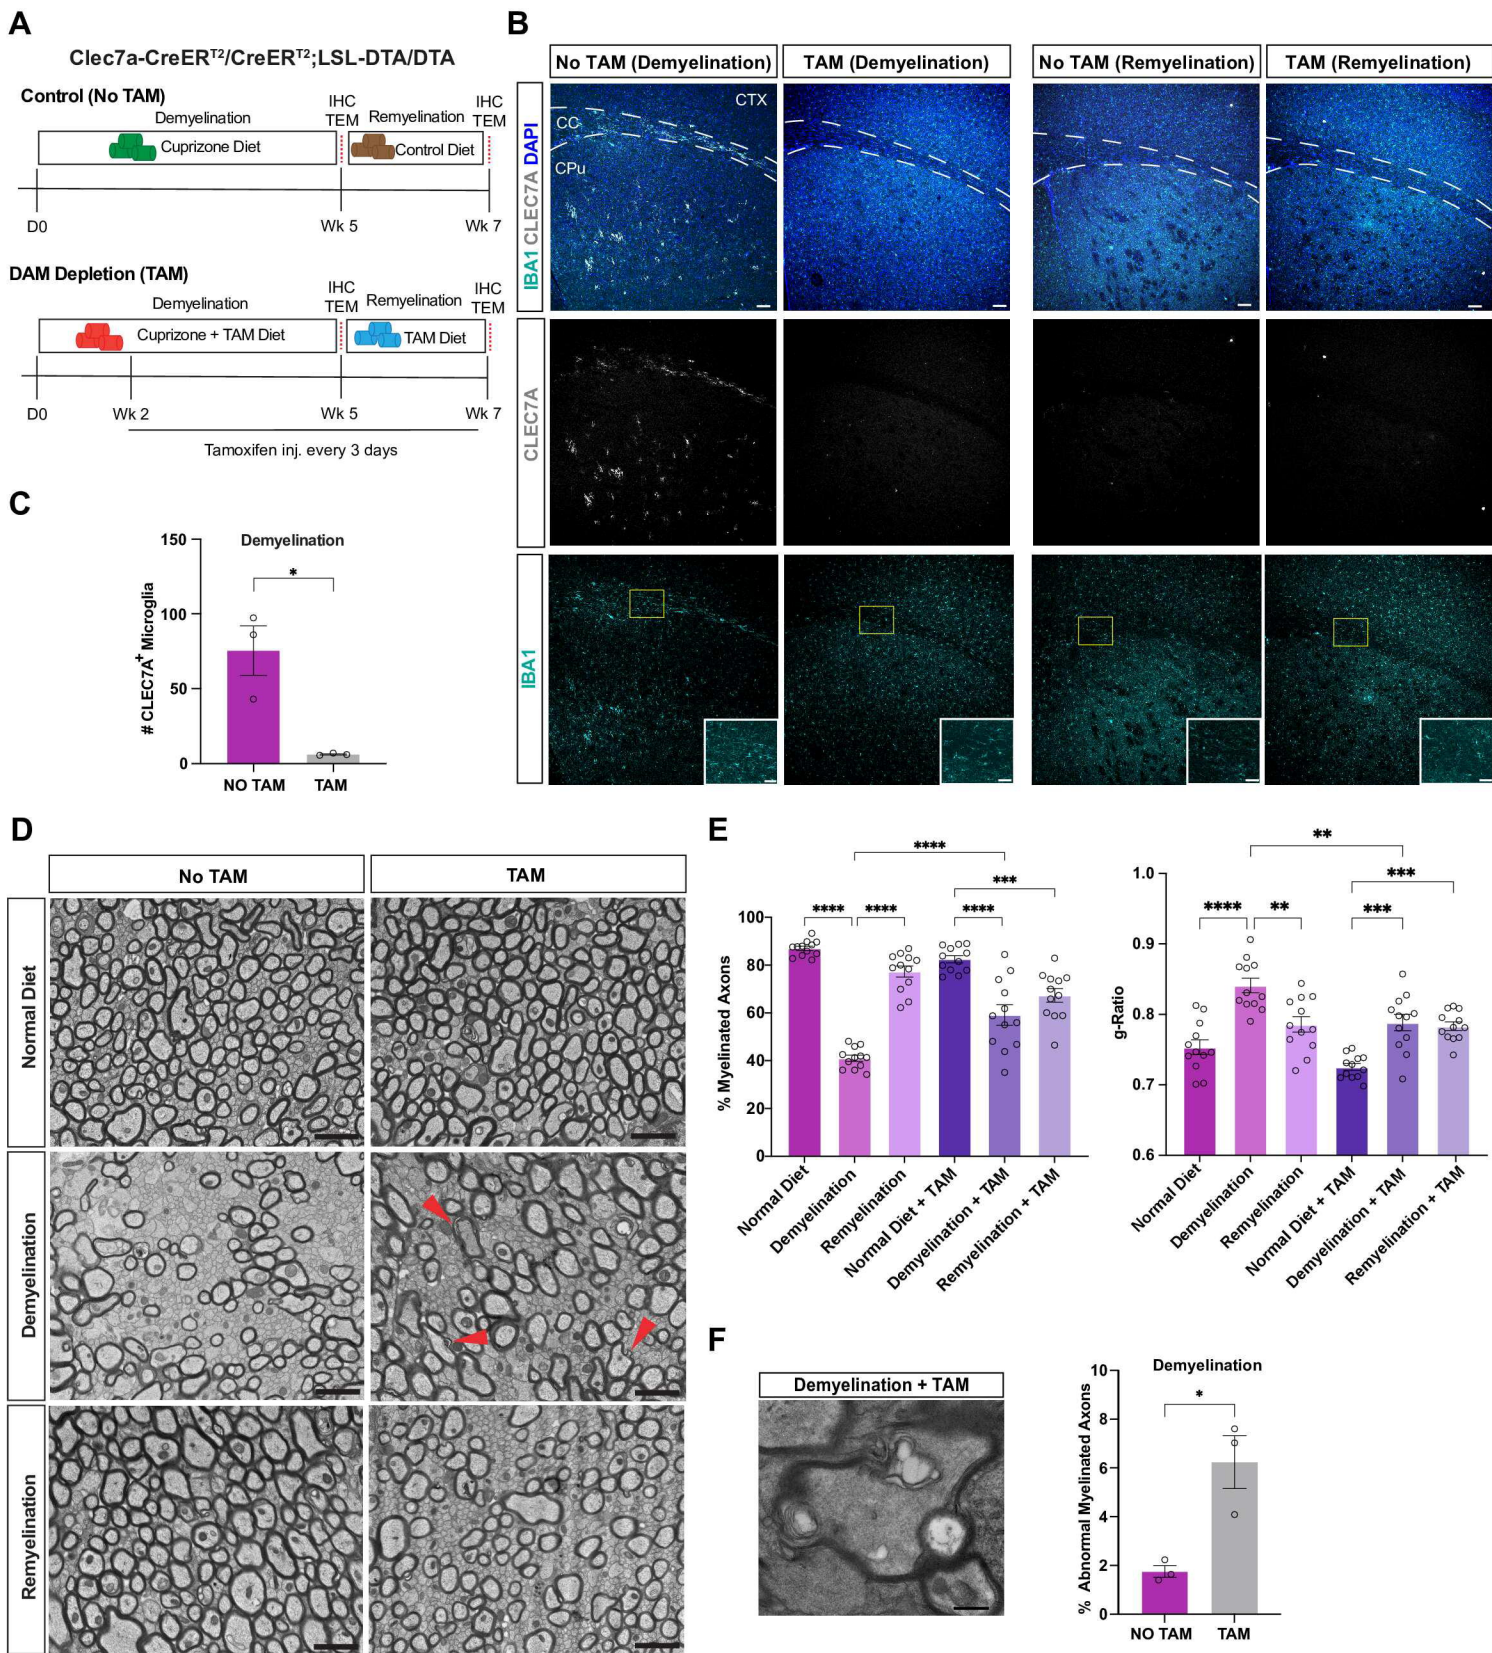 A
Clec7a-CreERT2/CreERT2;LSL-DTA/DTA
Control (No TAM)
Demyelination
IHC
TEM
Remyelination
IHC
TEM
Cuprizone Diet
Control Diet
D0
Wk 5
Wk 7
DAM Depletion (TAM)
Demyelination
IHC
TEM
Remyelination
IHC
TEM
Cuprizone + TAM Diet
TAM Diet
D0
Wk 2
Wk 5
Wk 7
Tamoxifen inj. every 3 days
B
No TAM (Demyelination)
TAM (Demyelination)
No TAM (Remyelination)
TAM (Remyelination)
IBA1 CLEC7A DAPI
CTX
CC
CPu
CLEC7A
IBA1
C
Demyelination
*
# CLEC7A+ Microglia
150
100
50
0
NO TAM
TAM
D
No TAM
TAM
Normal Diet
Demyelination
Remyelination
E
% Myelinated Axons
100
80
60
40
20
0
****
****
****
****
***
Normal Diet
Demyelination
Remyelination
Normal Diet + TAM
Demyelination + TAM
Remyelination + TAM
g-Ratio
1.0
0.9
0.8
0.7
0.6
**
****
**
***
***
Normal Diet
Demyelination
Remyelination
Normal Diet + TAM
Demyelination + TAM
Remyelination + TAM
F
Demyelination + TAM
Demyelination
*
% Abnormal Myelinated Axons
10
8
6
4
2
0
NO TAM
TAM